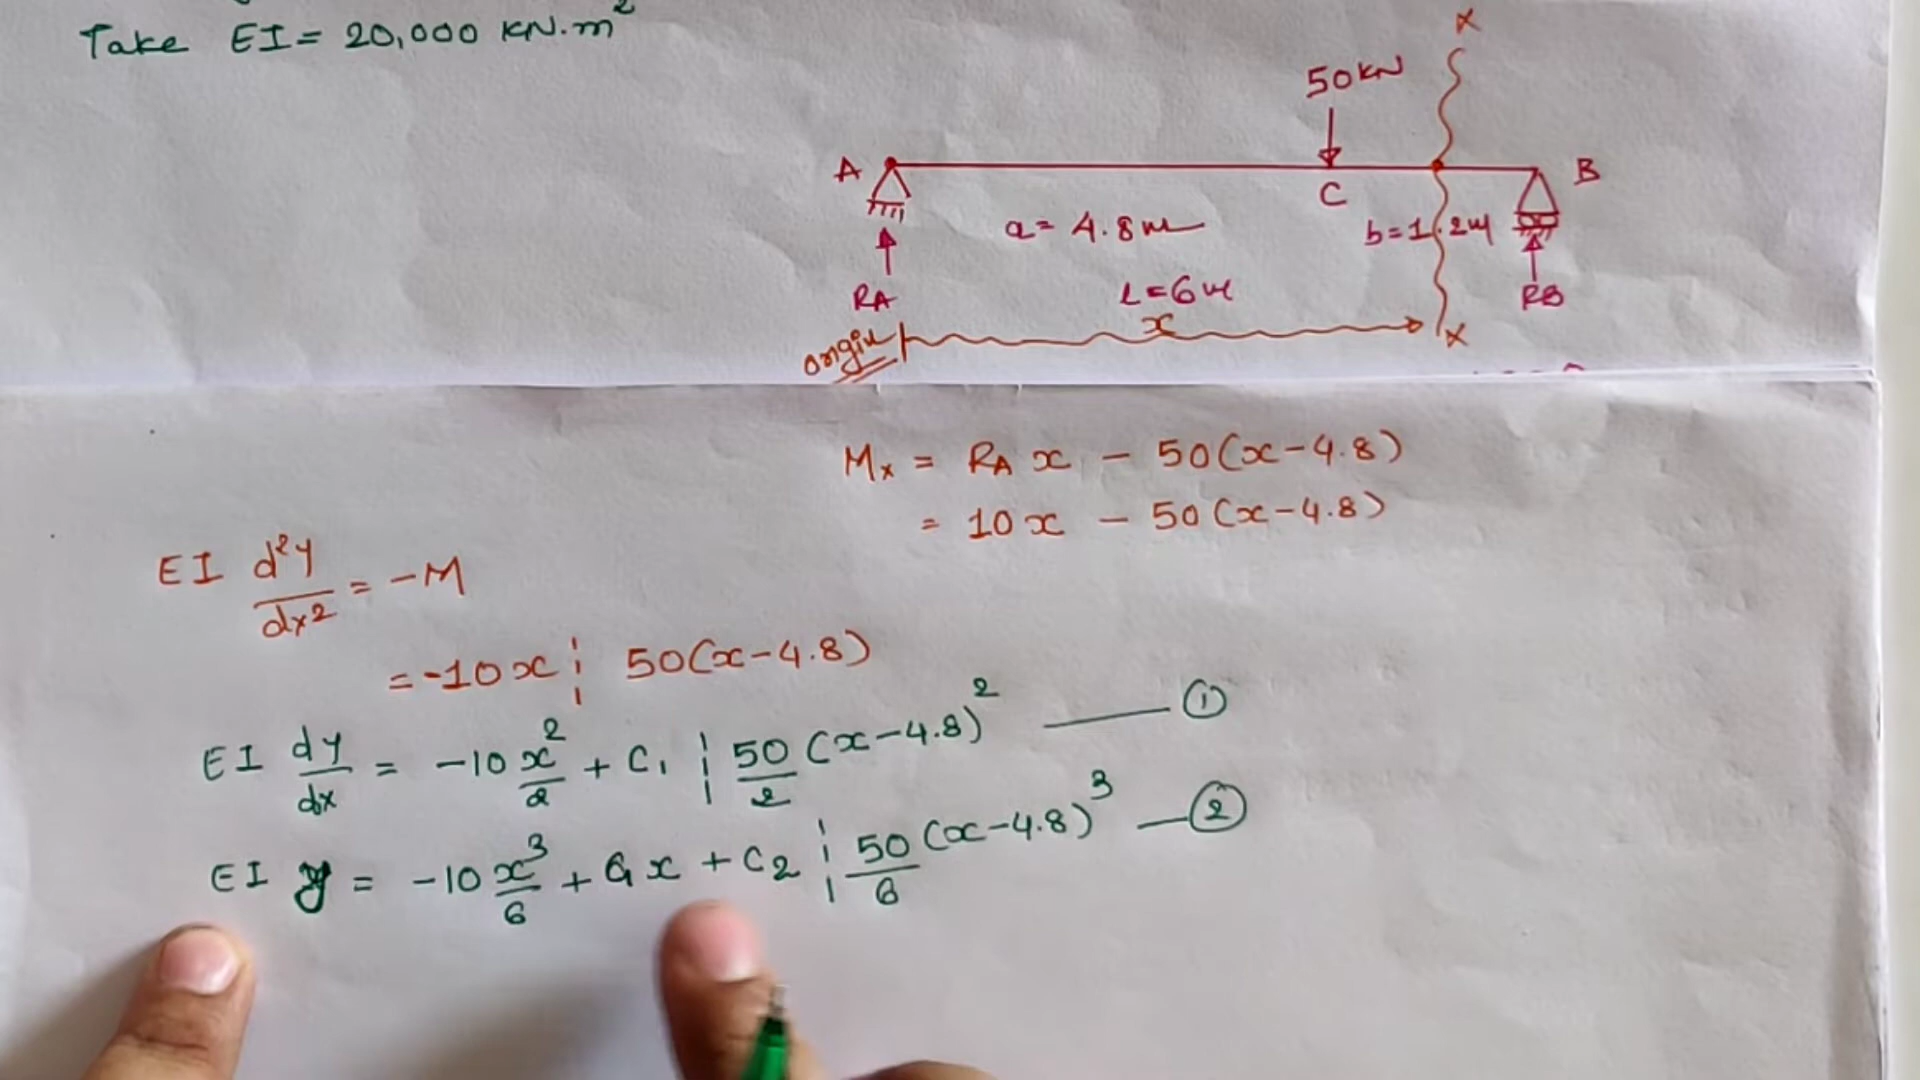 Take EI = 20,000 KN.m²
50 KN
x
A
B
C
a = 4.8m
b=1.2m
RA
L=6m
RB
origin
x
x
Mx = RA x - 50(x-4.8)
= 10x - 50(x-4.8)
EI d²y/dx2 = -M
= -10x ¦ 50(x-4.8)
EI dy/dx = -10 x²/2 + C₁ ¦ 50/2 (x-4.8)² — ①
EI y = -10 x³/6 + C₁x + C₂ ¦ 50/6 (x-4.8)³ — ②